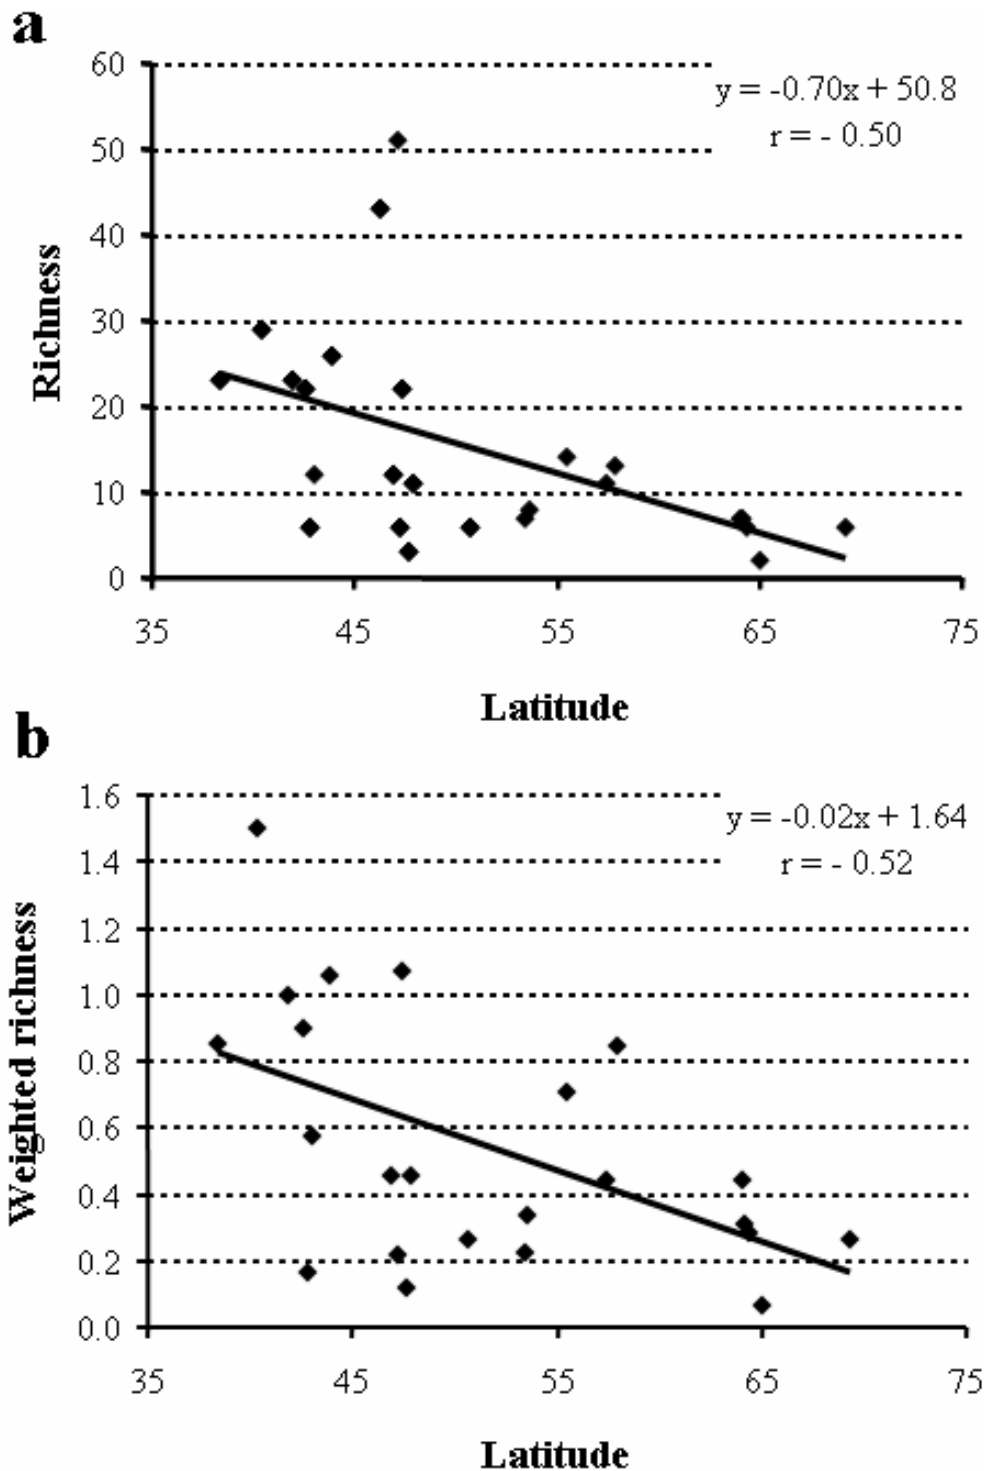 a
60
y = -0.70x + 50.8
r = - 0.50
50
40
30
20
10
0
Richness
35 45 55 65 75
Latitude
b
1.6
y = -0.02x + 1.64
r = - 0.52
1.4
1.2
1.0
0.8
0.6
0.4
0.2
0.0
Weighted richness
35 45 55 65 75
Latitude